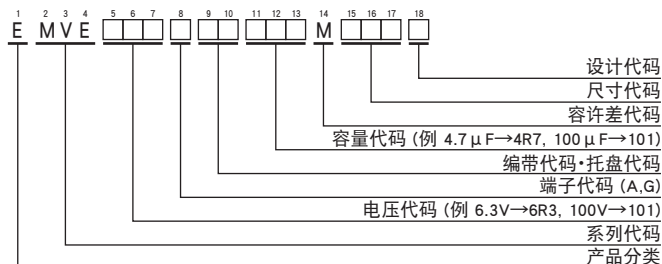 1 2 3 4 5 6 7 8 9 10 11 12 13 14 15 16 17 18
E M V E □□□ □ □□ □□□ M □□□ □
设计代码
尺寸代码
容许差代码
容量代码 (例 4.7μF→4R7, 100μF→101)
编带代码・托盘代码
端子代码 (A,G)
电压代码 (例 6.3V→6R3, 100V→101)
系列代码
产品分类